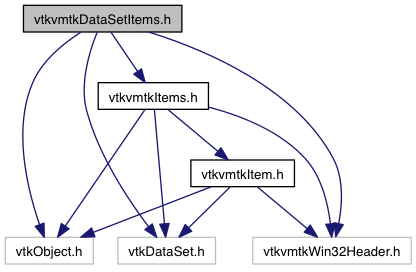 vtkvmtkDataSetItems.h
vtkvmtkItems.h
vtkvmtkItem.h
vtkObject.h
vtkDataSet.h
vtkvmtkWin32Header.h